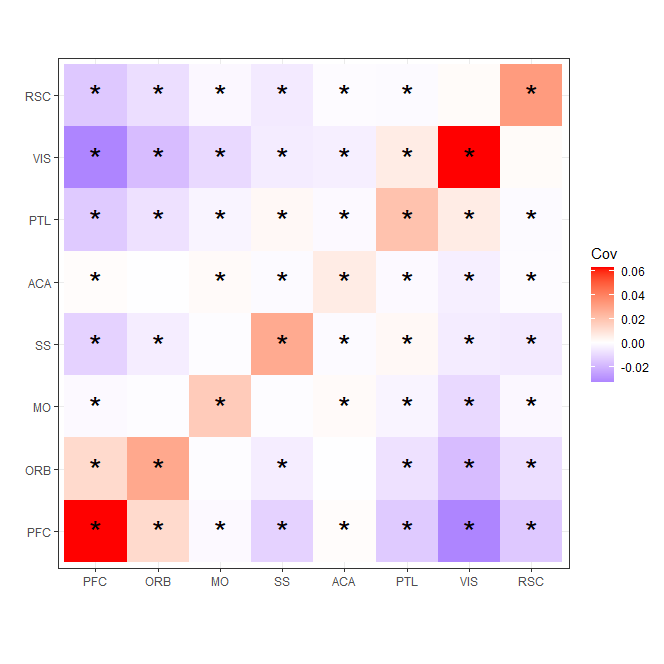 RSC * * * * * * *
VIS * * * * * * *
PTL * * * * * * * *
ACA * * * * * * *
SS * * * * * * *
MO * * * * * *
ORB * * * * * *
PFC * * * * * * * *
PFC ORB MO SS ACA PTL VIS RSC
Cov
0.06
0.04
0.02
0.00
-0.02